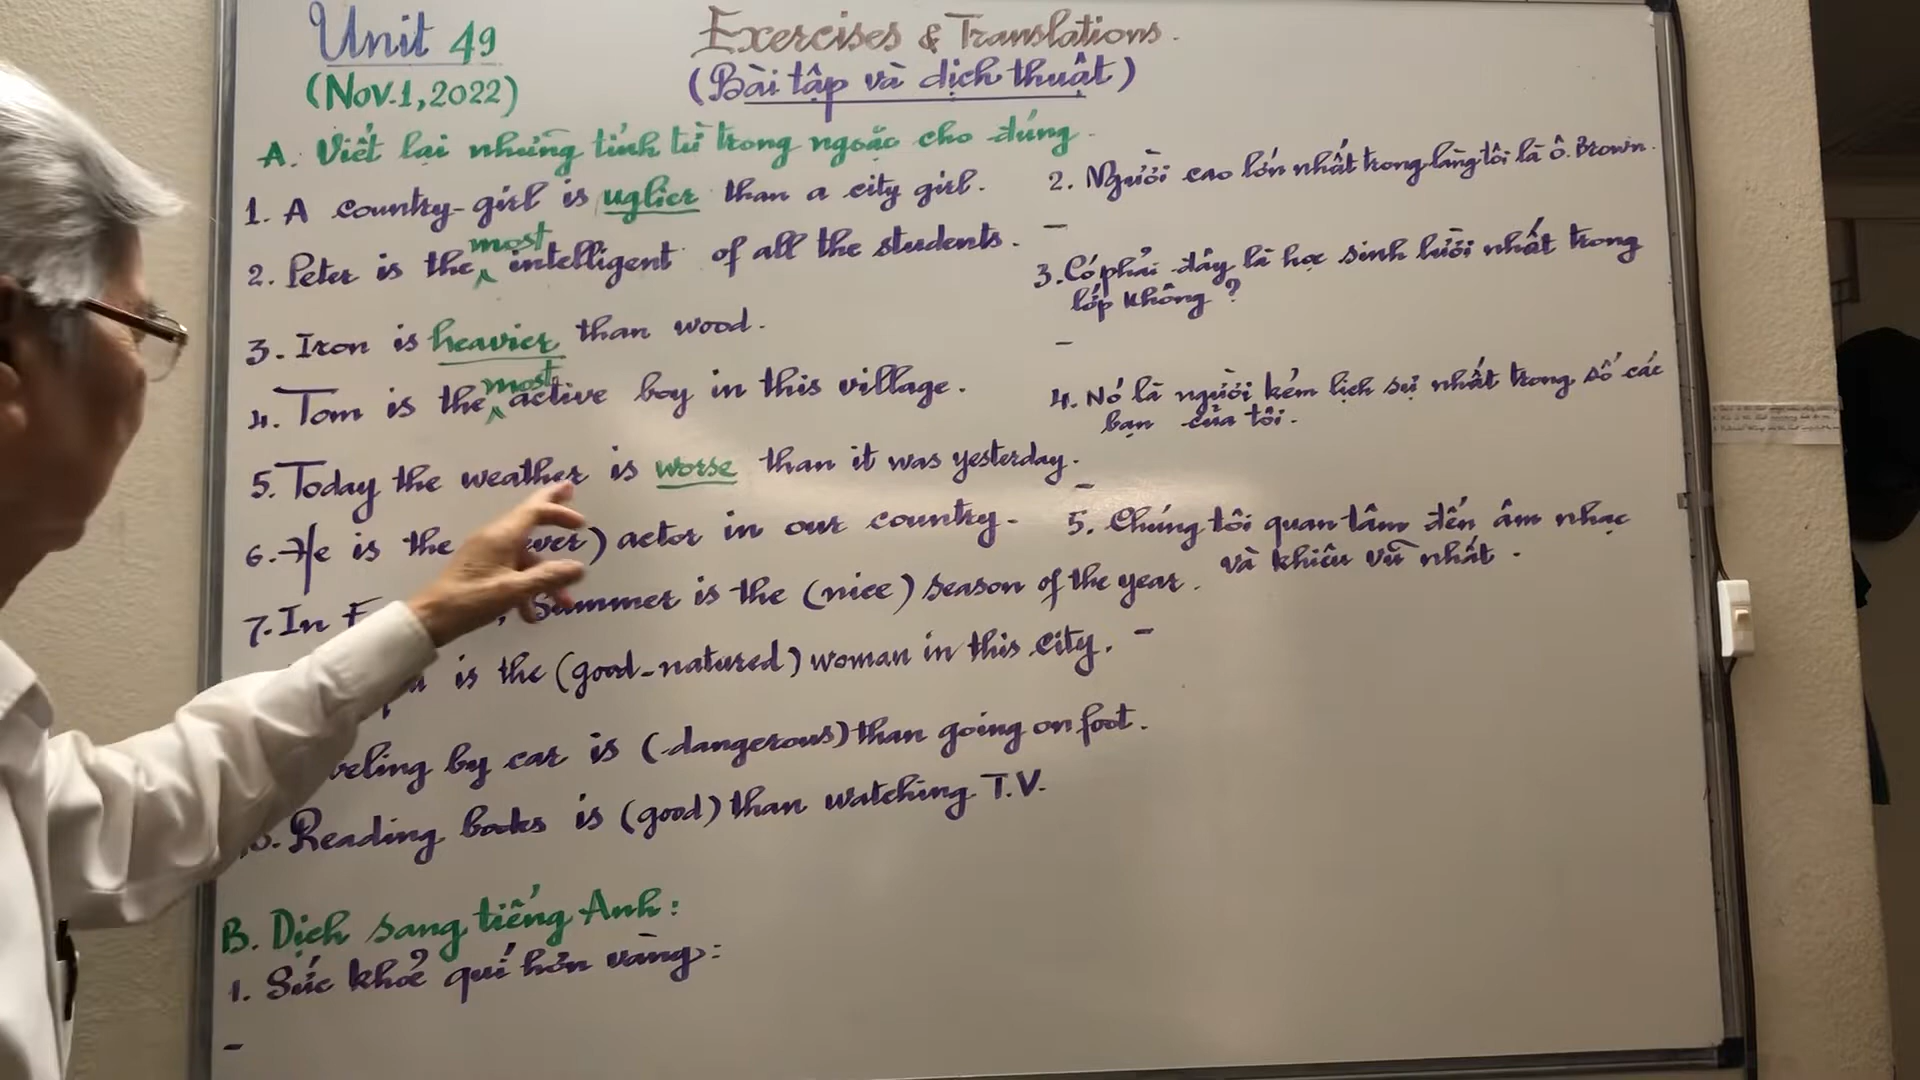 Unit 49
(Nov.1,2022)
Exercises & Translations.
(Bài tập và dịch thuật)
A. Viết lại những tính từ trong ngoặc cho đúng.
1. A country-girl is uglier than a city girl.
most
2. Peter is the intelligent of all the students.
3. Iron is heavier than wood.
most
4. Tom is the active boy in this village.
5. Today the weather is worse than it was yesterday.
6. He is the ever) actor in our country.
7. In Summer is the (nice) season of the year.
is the (good-natured) woman in this city.
veling by car is (dangerous) than going on foot.
0. Reading books is (good) than watching T.V.
B. Dịch sang tiếng Anh:
1. Sức khoẻ quí hơn vàng:
-
2. Người cao lớn nhất trong làng tôi là ô. Brown.
-
3. Có phải đây là học sinh lười nhất trong
lớp không?
-
4. Nó là người kém lịch sự nhất trong số các
bạn của tôi.
-
5. Chúng tôi quan tâm đến âm nhạc
và khiêu vũ nhất.
-